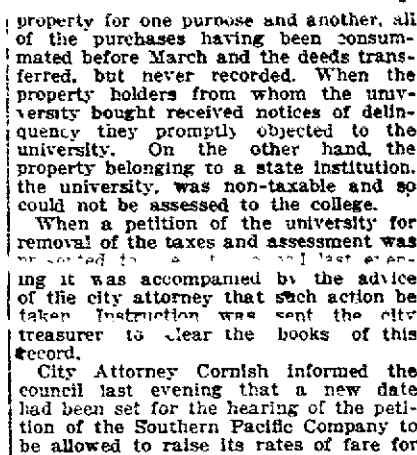 property for one purpose and another, all
of the purchases having been consum-
mated before March and the deeds trans-
ferred, but never recorded. When the
property holders from whom the univ-
versity bought received notices of delin-
quency they promptly objected to the
university. On the other hand, the
property belonging to a state institution,
the university, was non-taxable and so
could not be assessed to the college.
When a petition of the university for
removal of the taxes and assessment was
last even-
ing it was accompanied by the advice
of the city attorney that such action be
taken Instruction was sent the city
treasurer to clear the books of this
record.
City Attorney Cornish informed the
council last evening that a new date
had been set for the hearing of the peti-
tion of the Southern Pacific Company to
be allowed to raise its rates of fare for